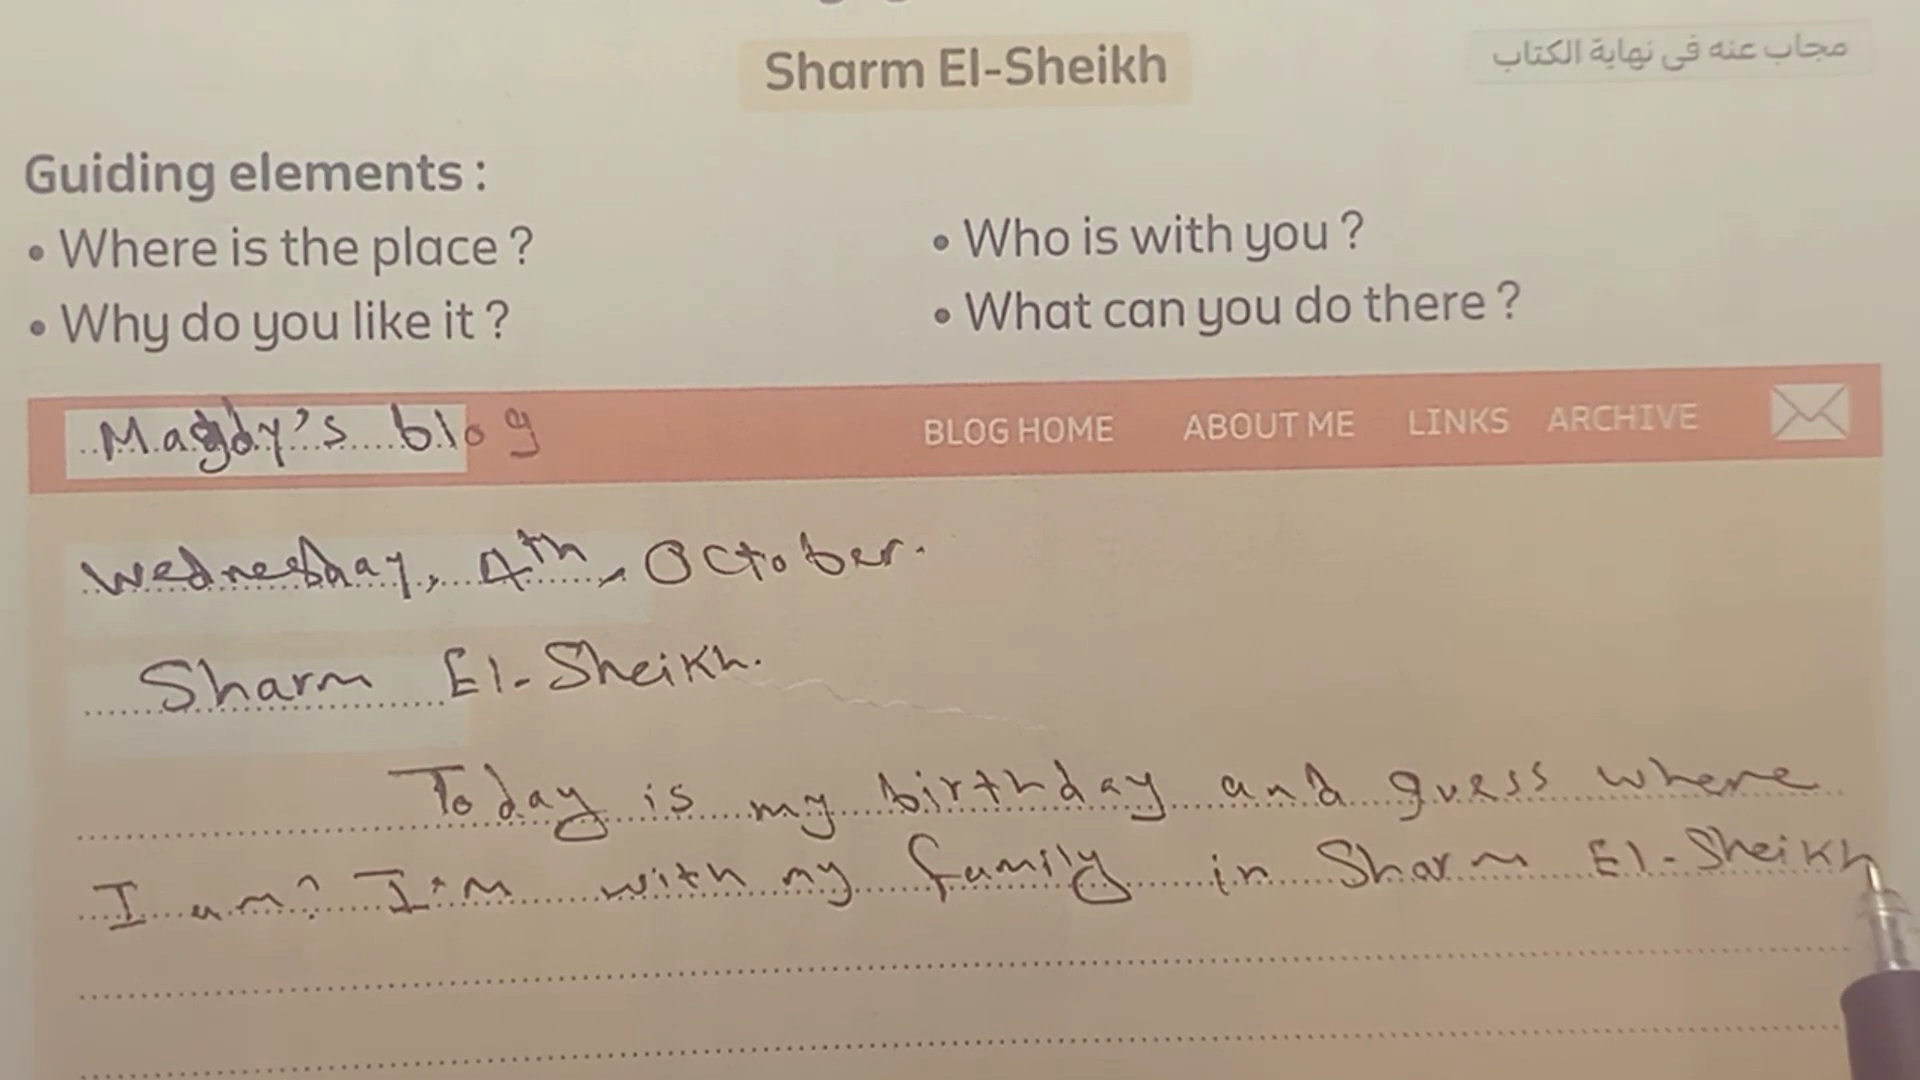 Sharm El-Sheikh
مجاب عنه فى نهاية الكتاب
Guiding elements :
• Where is the place ?
• Who is with you ?
• Why do you like it ?
• What can you do there ?
Magdy's blog
BLOG HOME ABOUT ME LINKS ARCHIVE
Wednesday, 4th, October.
Sharm El-Sheikh.
Today is my birthday and guess where
I am? I'm with my family in Sharm El-Sheikh